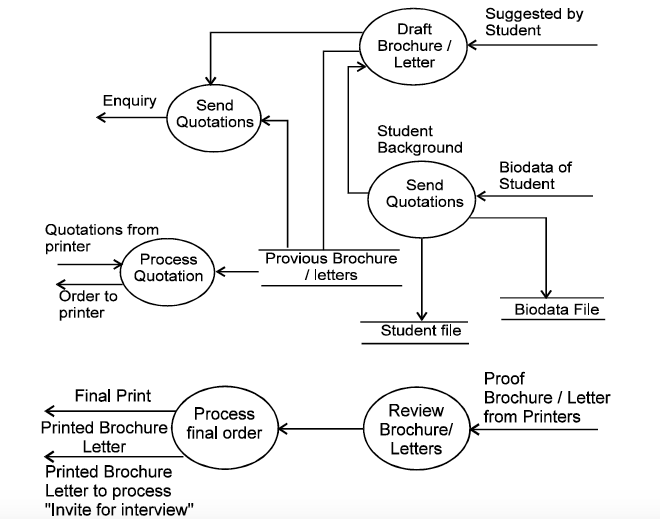 Draft
Brochure /
Letter
Suggested by
Student
Enquiry
Send
Quotations
Student
Background
Send
Quotations
Biodata of
Student
Quotations from
printer
Process
Quotation
Order to
printer
Provious Brochure
/ letters
Student file
Biodata File
Final Print
Printed Brochure
Letter
Printed Brochure
Letter to process
"Invite for interview"
Process
final order
Review
Brochure/
Letters
Proof
Brochure / Letter
from Printers